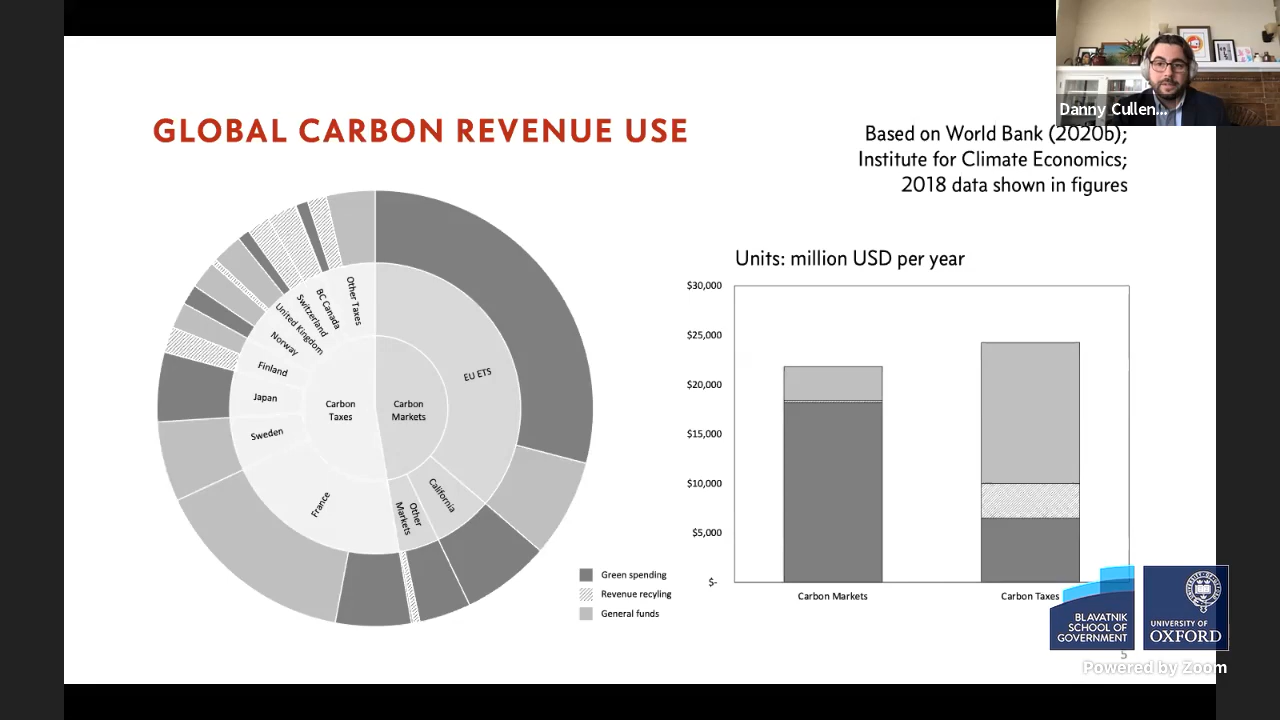 Danny Cullen...
GLOBAL CARBON REVENUE USE
Based on World Bank (2020b);
Institute for Climate Economics;
2018 data shown in figures
Other Taxes
BC Canada
Switzerland
United Kingdom
Norway
Finland
Japan
Sweden
France
Carbon
Taxes
Carbon
Markets
EU ETS
California
Other
Markets
Green spending
Revenue recyling
General funds
Units: million USD per year
$30,000
$25,000
$20,000
$15,000
$10,000
$5,000
$-
Carbon Markets
Carbon Taxes
BLAVATNIK
SCHOOL OF
GOVERNMENT
UNIVERSITY OF
OXFORD
5
Powered by Zoom